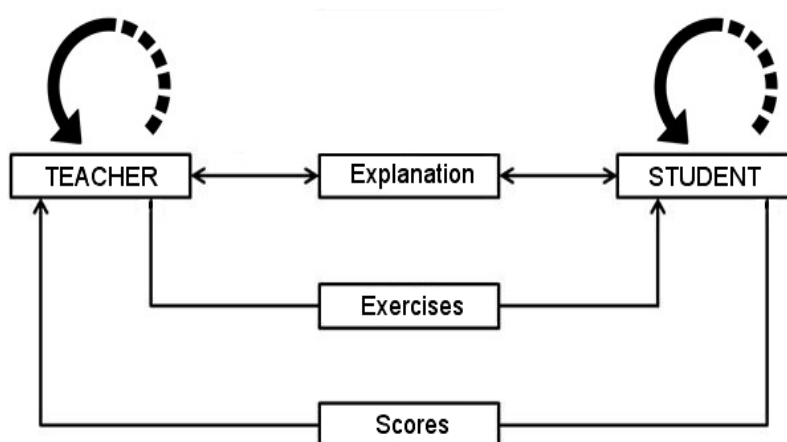 TEACHER
Explanation
STUDENT
Exercises
Scores